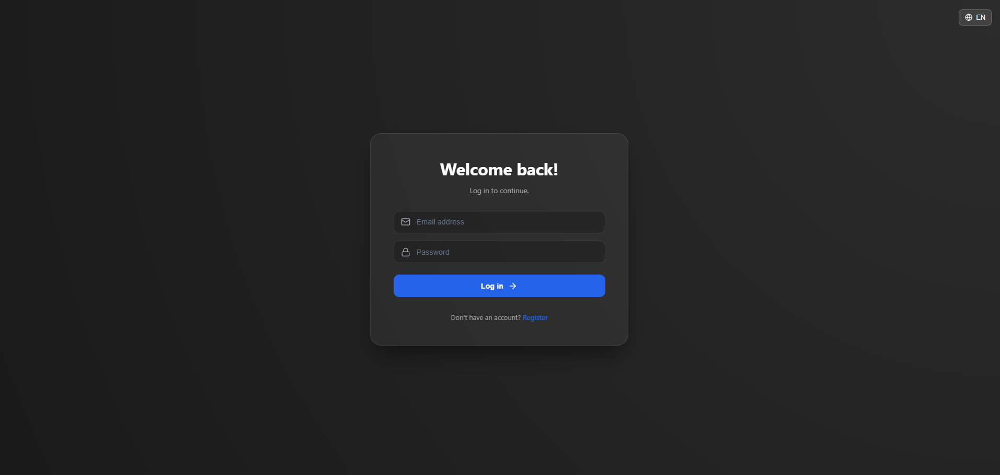 EN
Welcome back!
Log in to continue.
Email address
Password
Log in
Don't have an account? Register